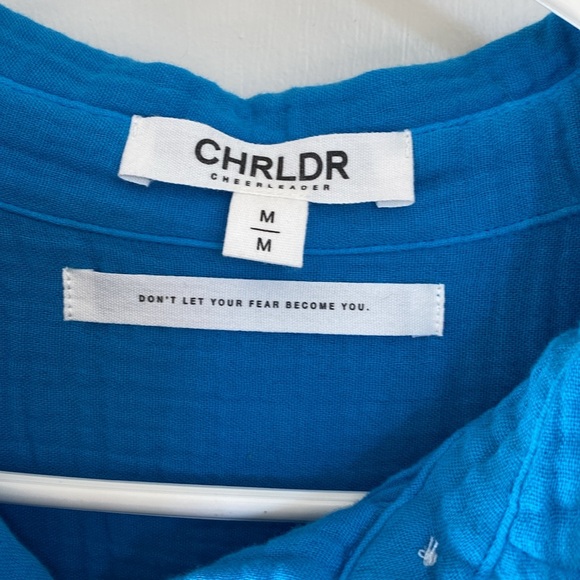 CHRLDR
CHEERLEADER
M
M
DON'T LET YOUR FEAR BECOME YOU.